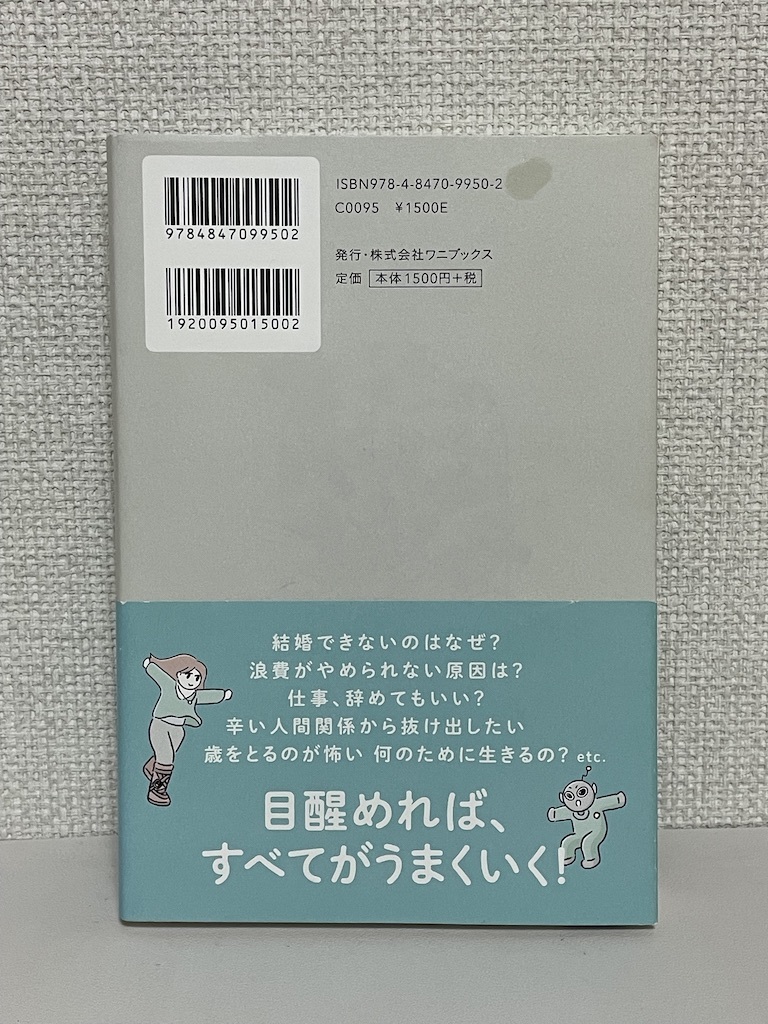 9784847099502
1920095015002
ISBN978-4-8470-9950-2
C0095 ¥1500E
発行・株式会社ワニブックス
定価 本体1500円+税
結婚できないのはなぜ?
浪費がやめられない原因は?
仕事、辞めてもいい?
辛い人間関係から抜け出したい
歳をとるのが怖い 何のために生きるの? etc.
目醒めれば、
すべてがうまくいく!